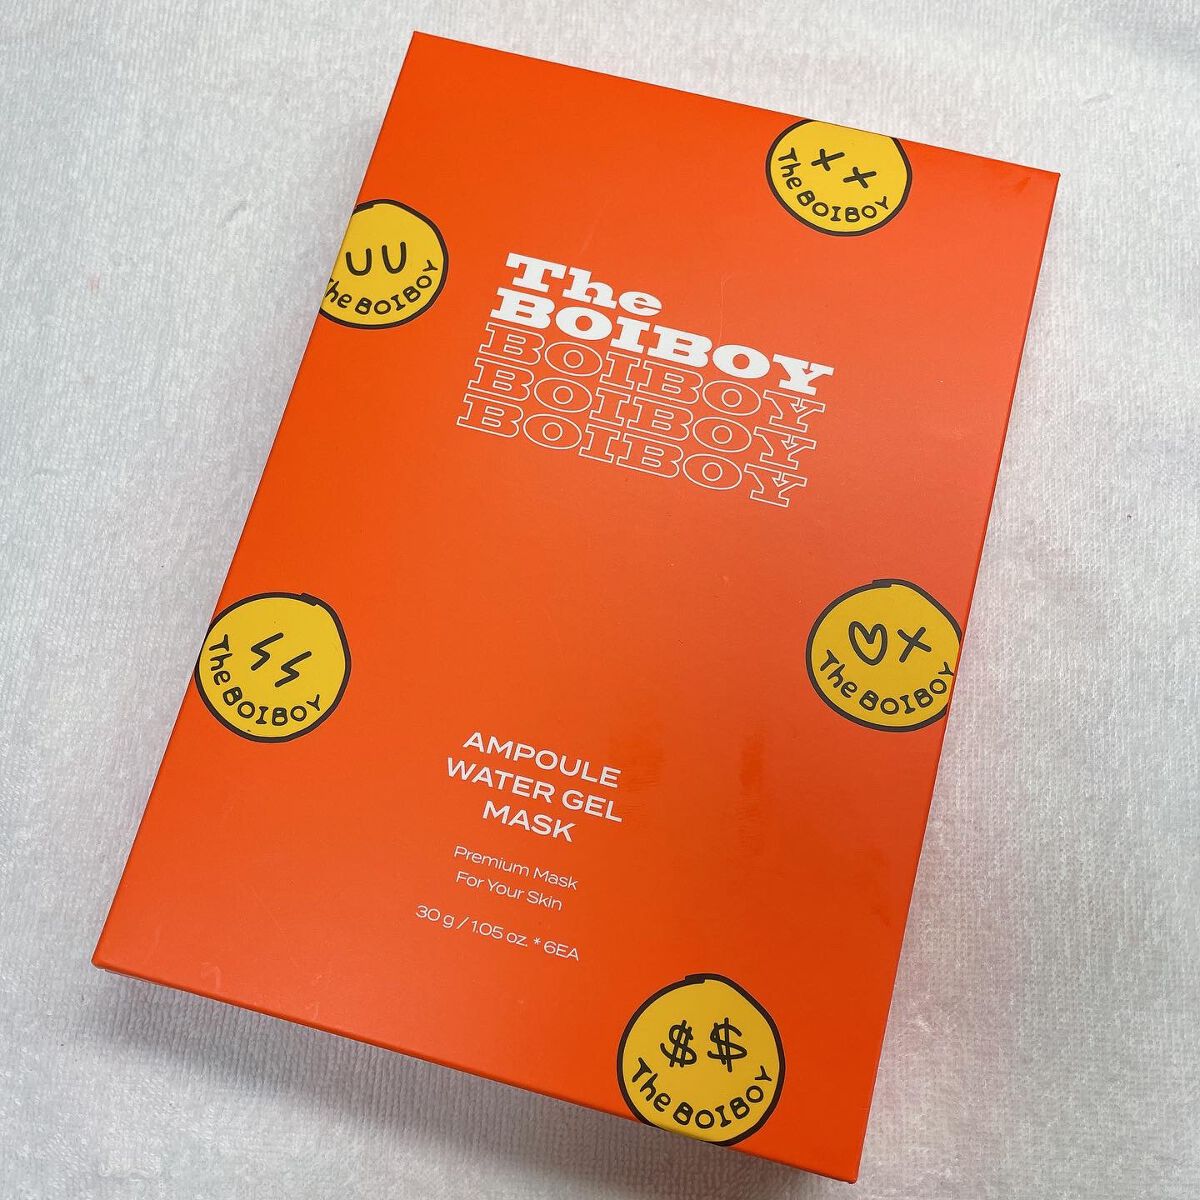 The BOIBOY
The BOIBOY
The
BOIBOY
BOIBOY
BOIBOY
BOIBOY
The BOIBOY
The BOIBOY
AMPOULE
WATER GEL
MASK
Premium Mask
For Your Skin
30 g / 1.05 oz. * 6EA
$$
The BOIBOY